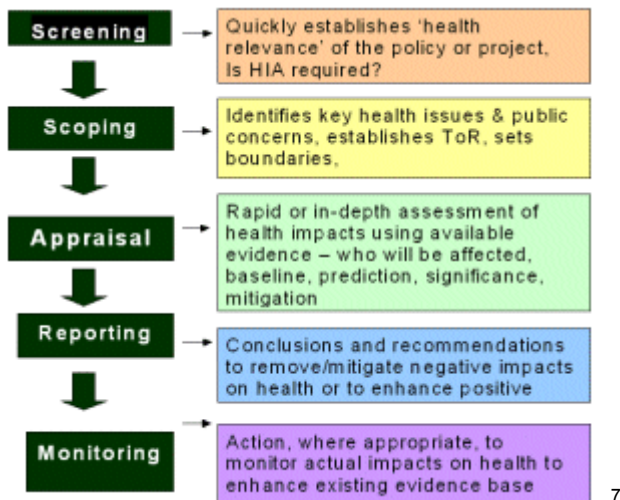 Screening
Quickly establishes ‘health
relevance’ of the policy or project,
Is HIA required?
Scoping
Identifies key health issues & public
concerns, establishes ToR, sets
boundaries,
Appraisal
Rapid or in-depth assessment of
health impacts using available
evidence – who will be affected,
baseline, prediction, significance,
mitigation
Reporting
Conclusions and recommendations
to remove/mitigate negative impacts
on health or to enhance positive
Monitoring
Action, where appropriate, to
monitor actual impacts on health to
enhance existing evidence base
7